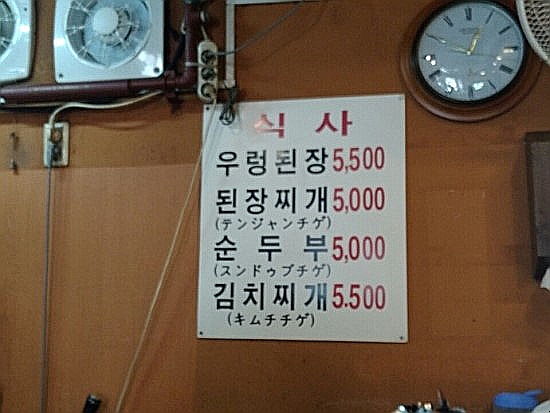 식사
우렁된장 5,500
된장찌개 5,000
(テンジャンチゲ)
순두부 5,000
(スンドゥブチゲ)
김치찌개 5.500
(キムチチゲ)